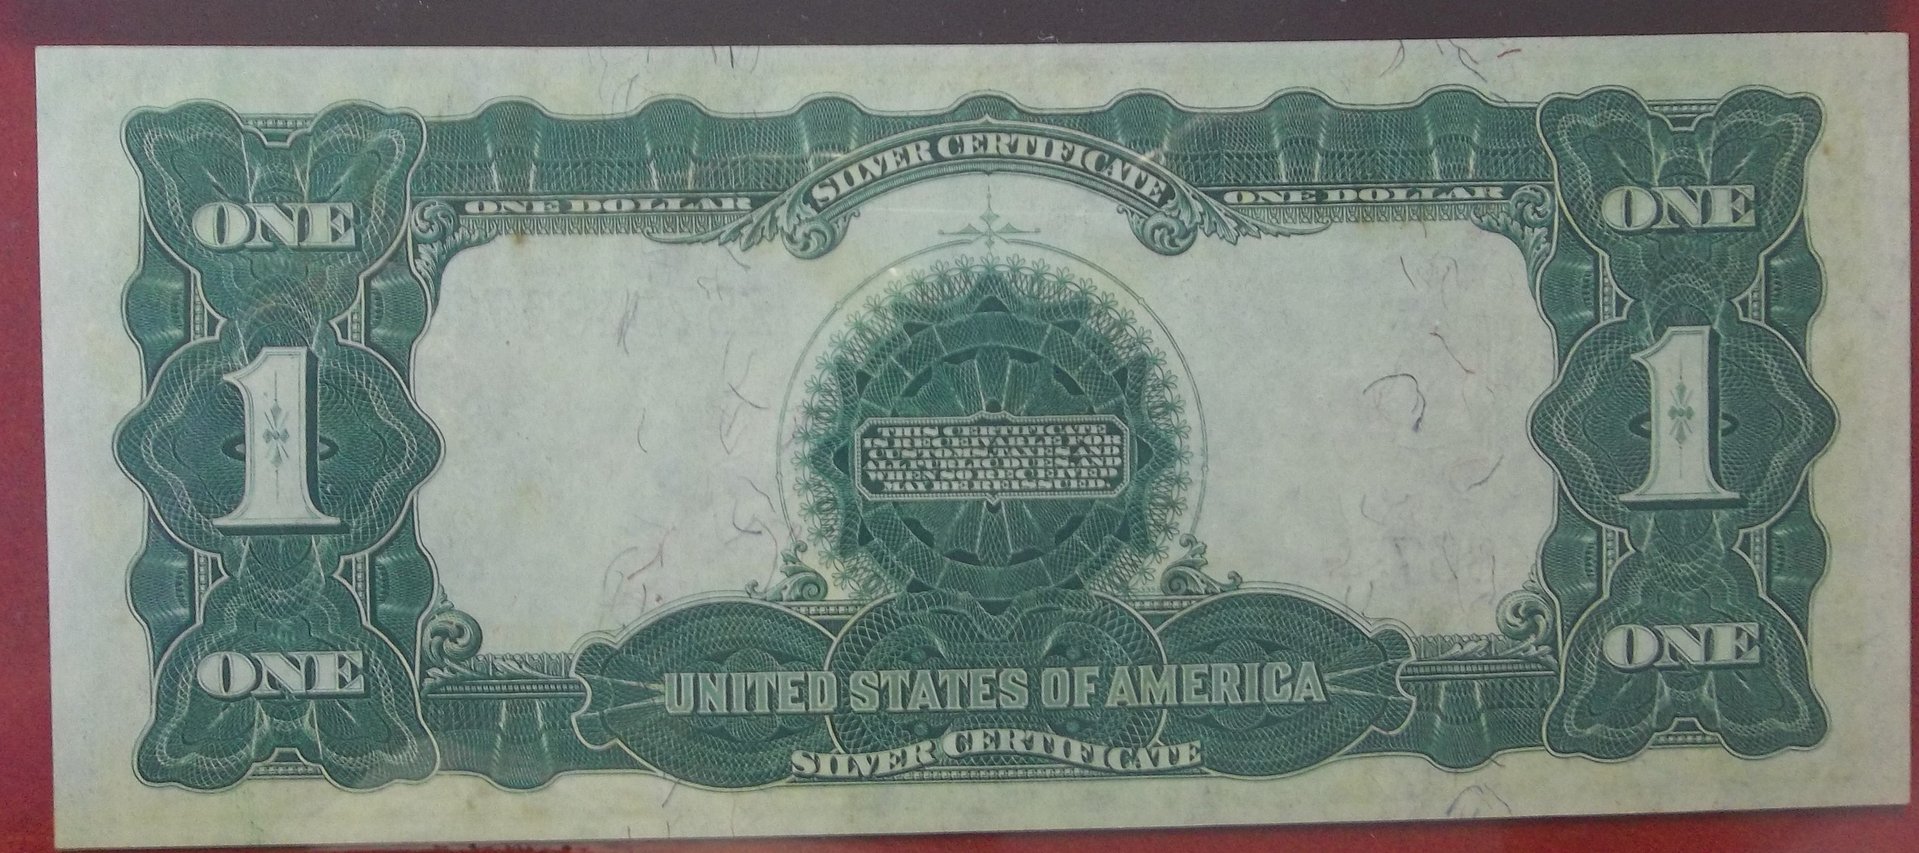 SILVER CERTIFICATE
ONE DOLLAR ONE DOLLAR
ONE ONE
1 1
THIS CERTIFICATE
IS RECEIVABLE FOR
CUSTOMS, TAXES AND
ALL PUBLIC DUES AND
WHEN SO RECEIVED
MAY BE REISSUED.
ONE ONE
UNITED STATES OF AMERICA
SILVER CERTIFICATE